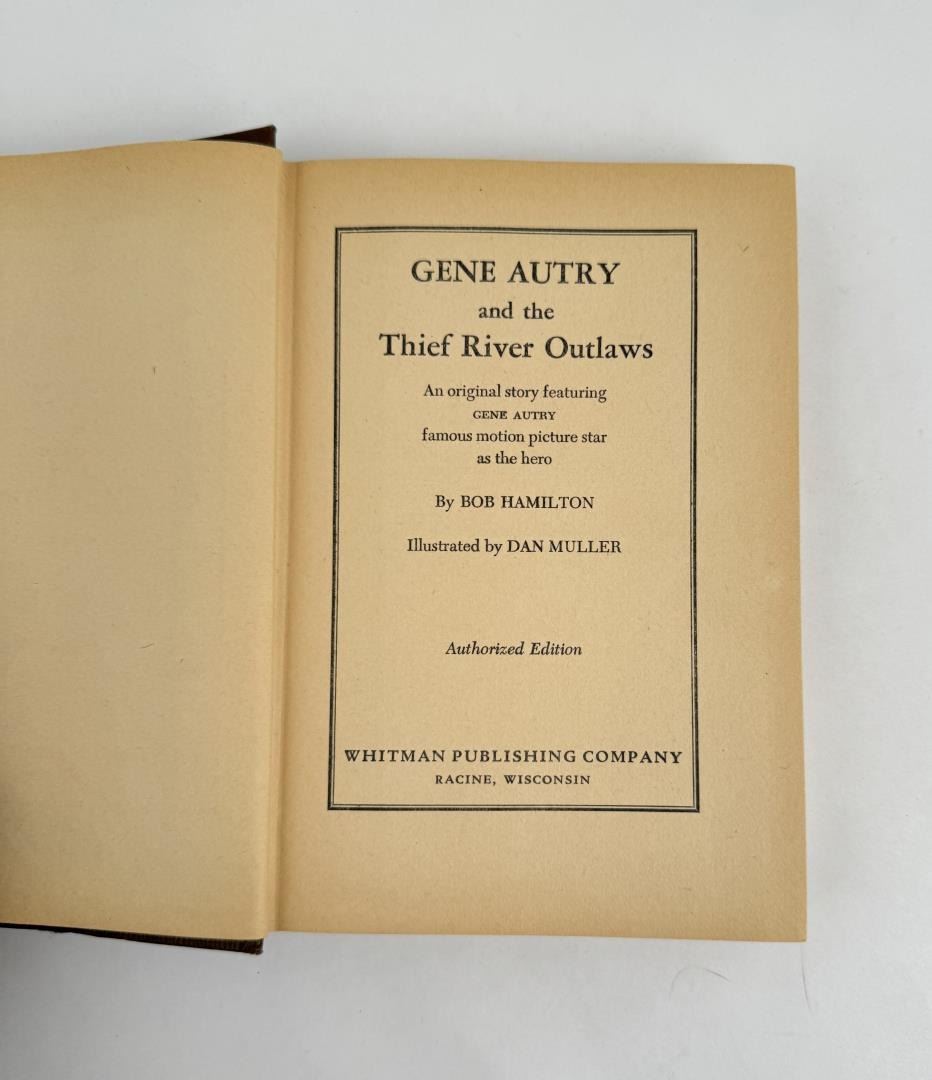 GENE AUTRY
and the
Thief River Outlaws
An original story featuring
GENE AUTRY
famous motion picture star
as the hero
By BOB HAMILTON
Illustrated by DAN MULLER
Authorized Edition
WHITMAN PUBLISHING COMPANY
RACINE, WISCONSIN